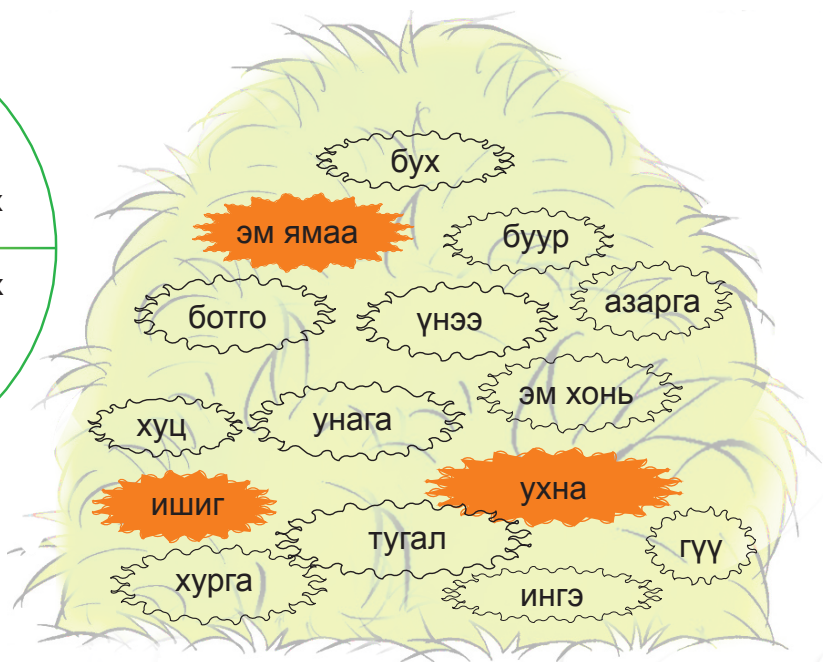 х
х
бух
эм ямаа
буур
ботго
үнээ
азарга
эм хонь
хуц
унага
ишиг
ухна
тугал
гүү
хурга
ингэ